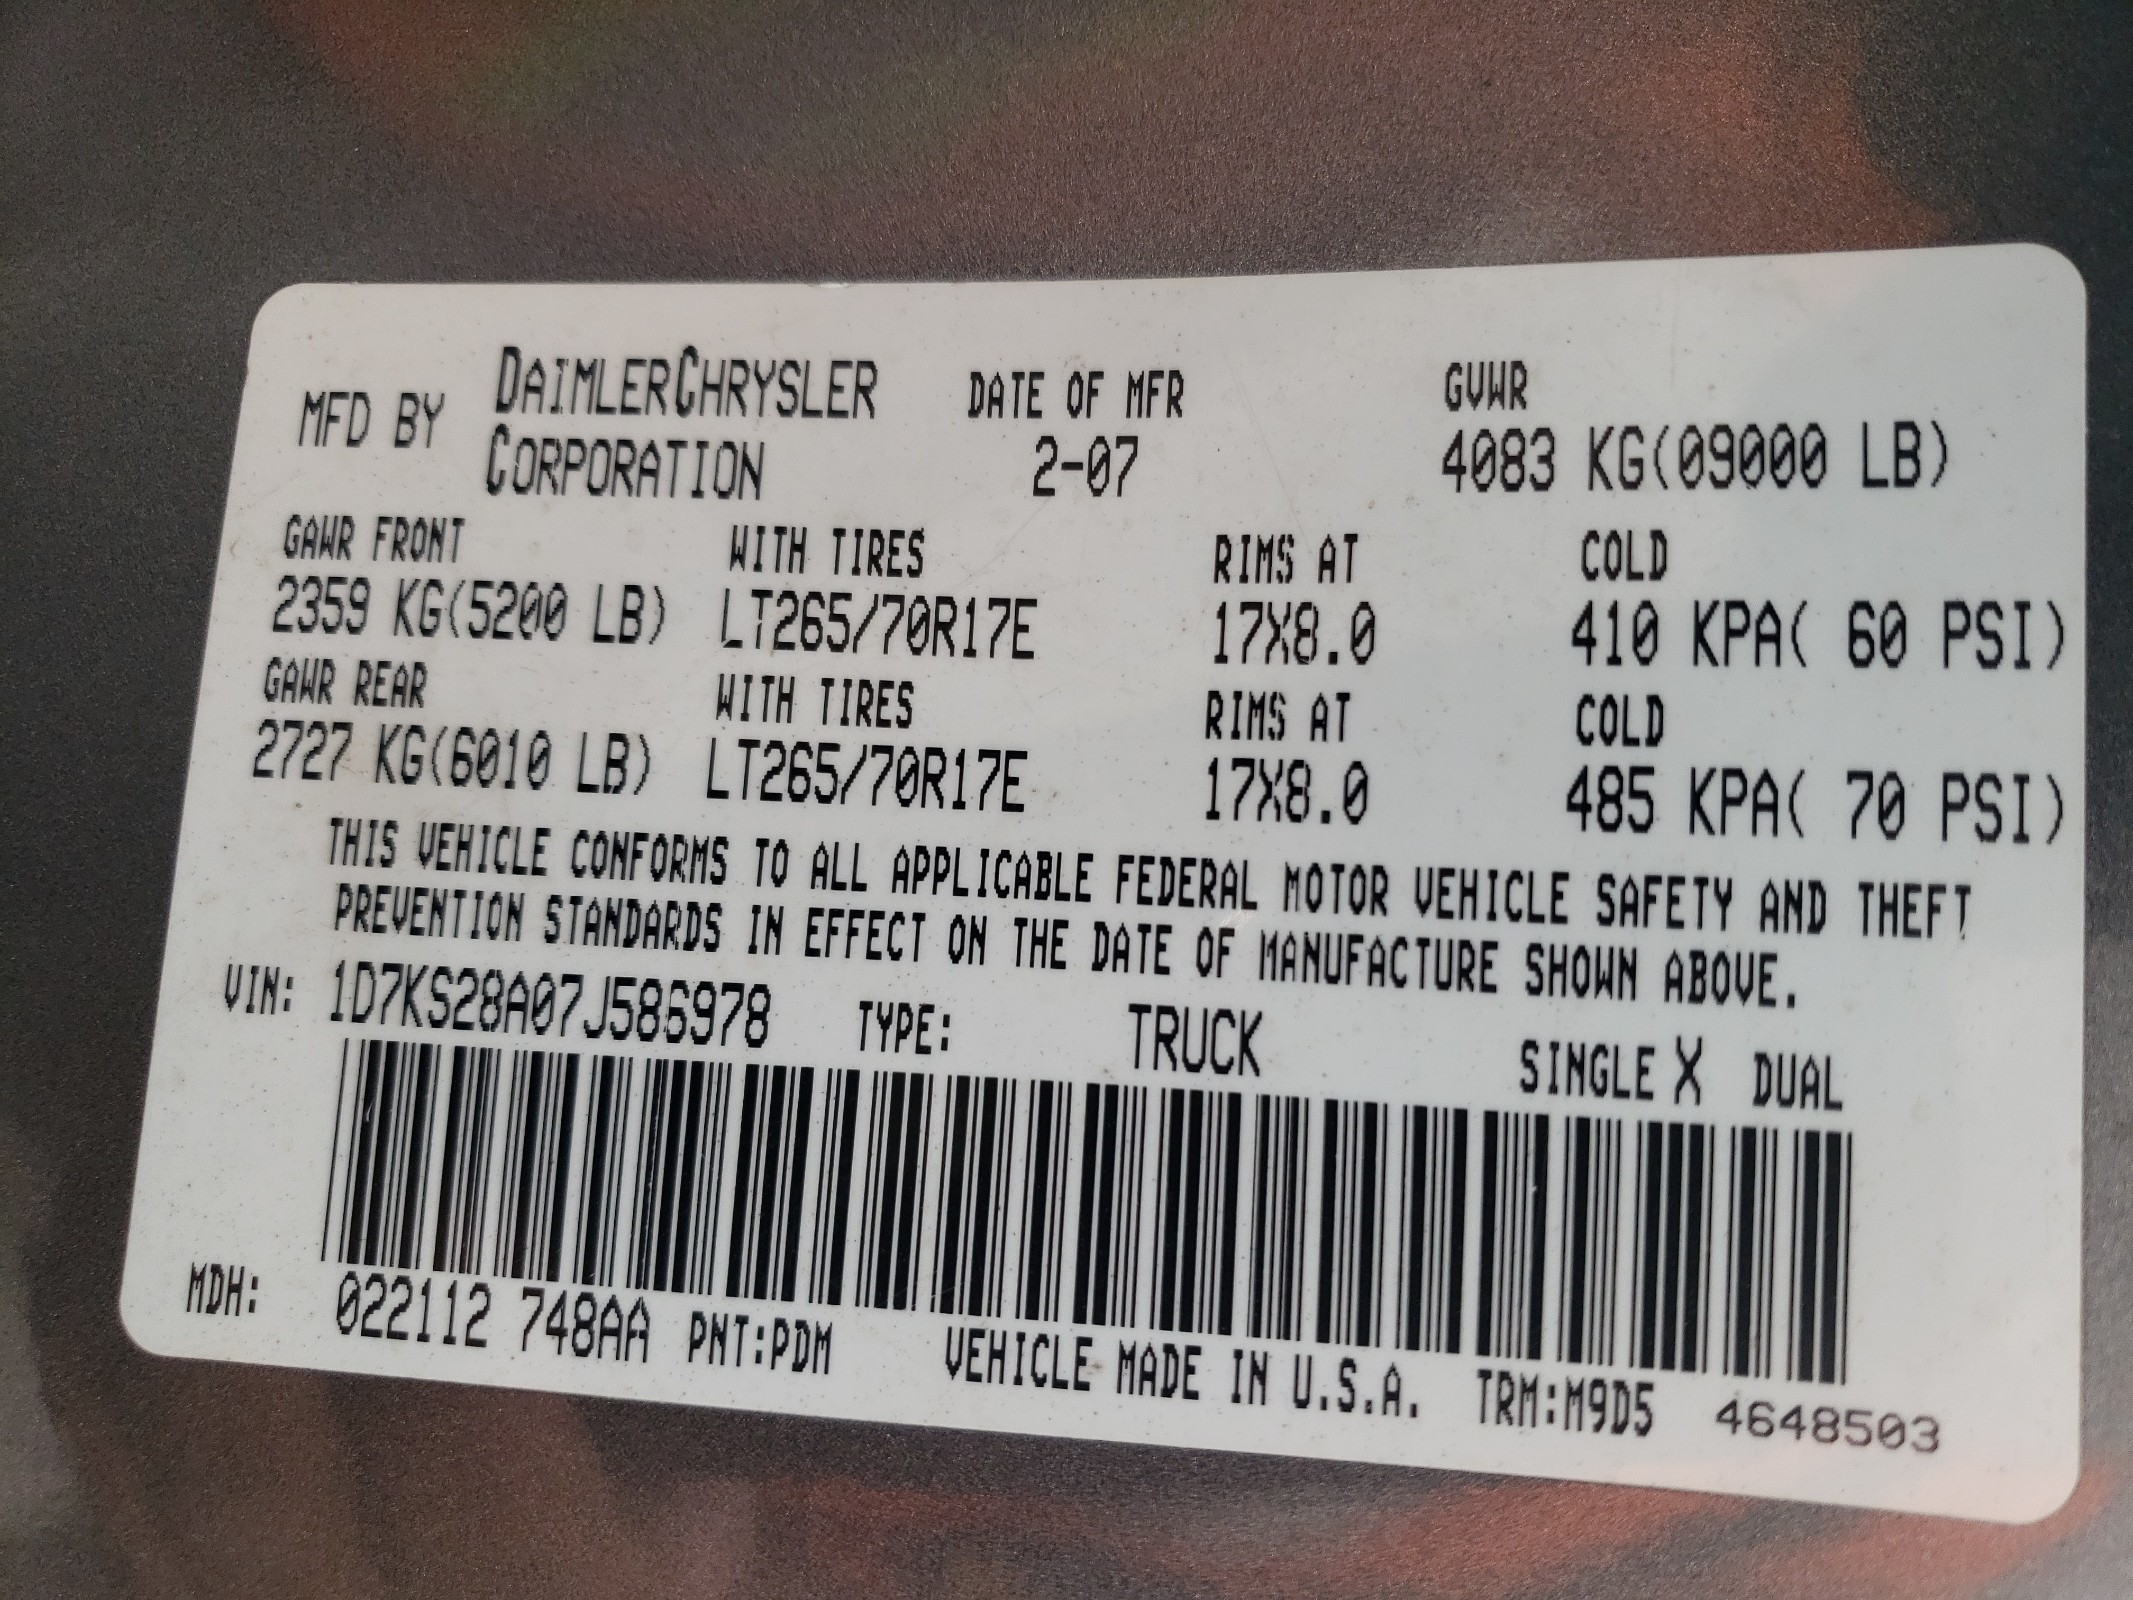 MFD BY DAIMLERCHRYSLER CORPORATION DATE OF MFR 2-07 GVWR 4083 KG(09000 LB)
GAWR FRONT WITH TIRES RIMS AT COLD
2359 KG(5200 LB) LT265/70R17E 17X8.0 410 KPA( 60 PSI)
GAWR REAR WITH TIRES RIMS AT COLD
2727 KG(6010 LB) LT265/70R17E 17X8.0 485 KPA( 70 PSI)
THIS VEHICLE CONFORMS TO ALL APPLICABLE FEDERAL MOTOR VEHICLE SAFETY AND THEFT
PREVENTION STANDARDS IN EFFECT ON THE DATE OF MANUFACTURE SHOWN ABOVE.
VIN: 1D7KS28A07J586978 TYPE: TRUCK SINGLE X DUAL
MDH: 022112 748AA PNT:PDM VEHICLE MADE IN U.S.A. TRM:M9D5 4648503